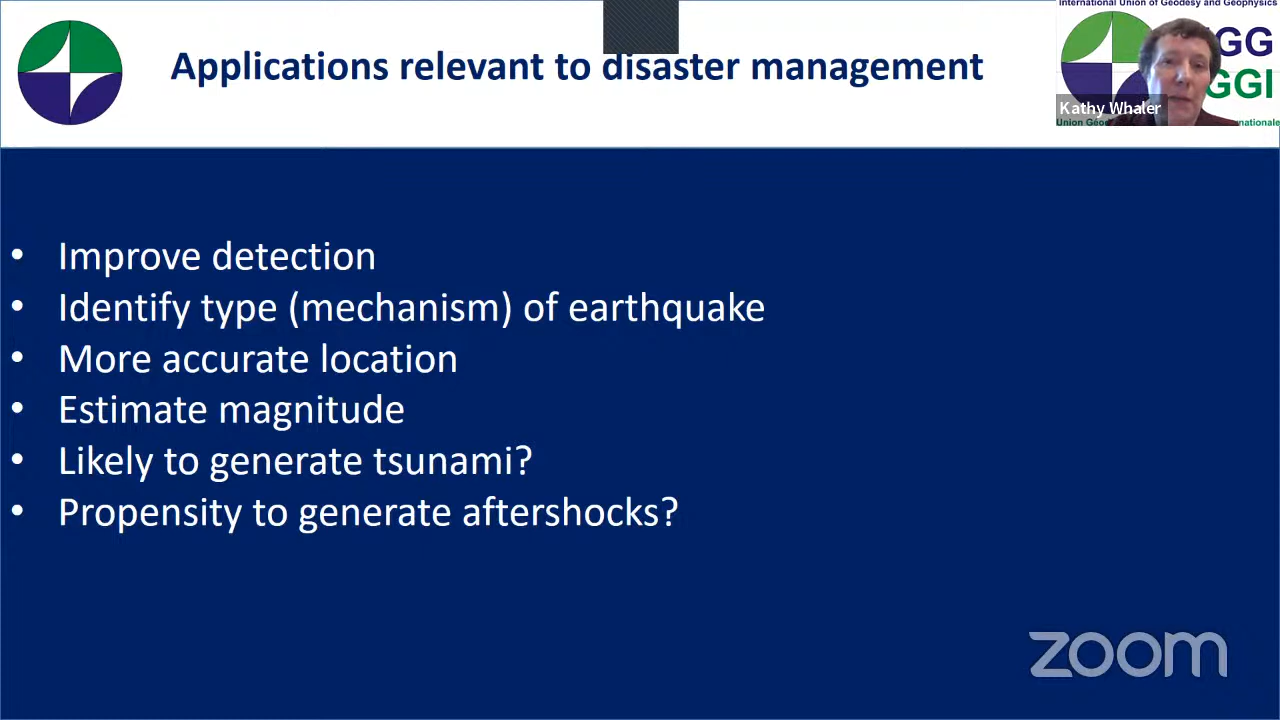 International Union of Geodesy and Geophysics
Applications relevant to disaster management
GG
GGI
Kathy Whaler
Union Géod
nationale
• Improve detection
• Identify type (mechanism) of earthquake
• More accurate location
• Estimate magnitude
• Likely to generate tsunami?
• Propensity to generate aftershocks?
zoom